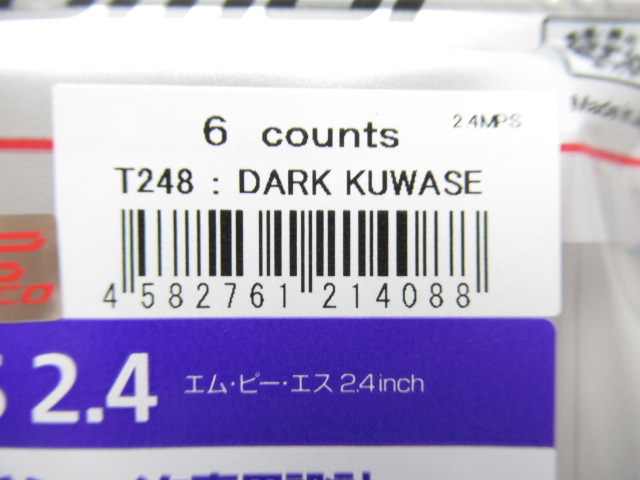 6 counts
2.4MPS
T248 : DARK KUWASE
4 582761 214088
2.4
エム・ピー・エス 2.4inch